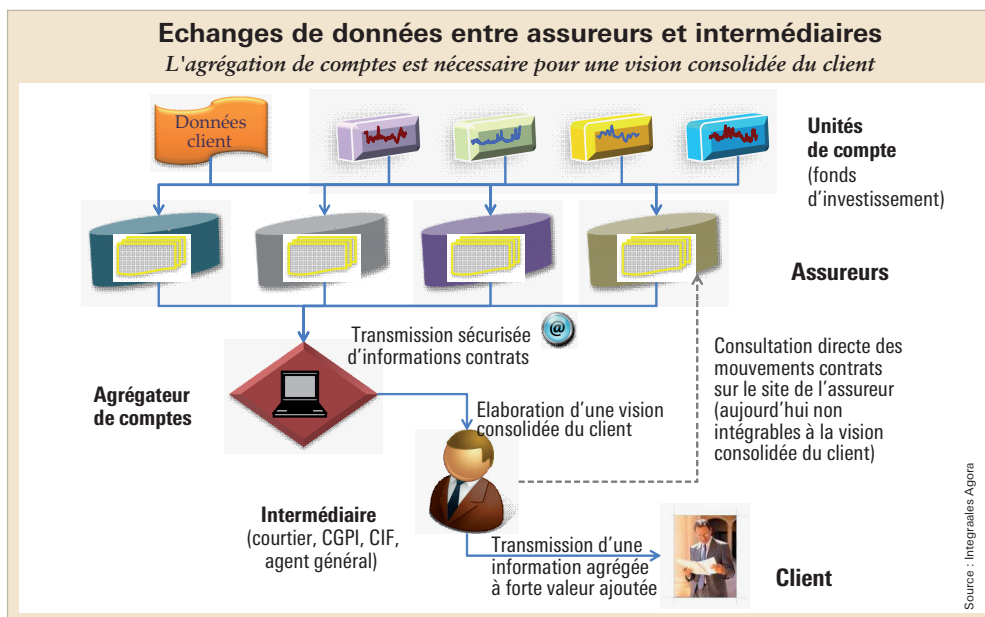 Echanges de données entre assureurs et intermédiaires
L'agrégation de comptes est nécessaire pour une vision consolidée du client
Données
client
Unités
de compte
(fonds
d'investissement)
Assureurs
@
Transmission sécurisée
d'informations contrats
Agrégateur
de comptes
Consultation directe des
mouvements contrats
sur le site de l'assureur
(aujourd'hui non
intégrables à la vision
consolidée du client)
Elaboration d'une vision
consolidée du client
Intermédiaire
(courtier, CGPI, CIF,
agent général)
Transmission d'une
information agrégée
à forte valeur ajoutée
Client
Source : Integraales Agora